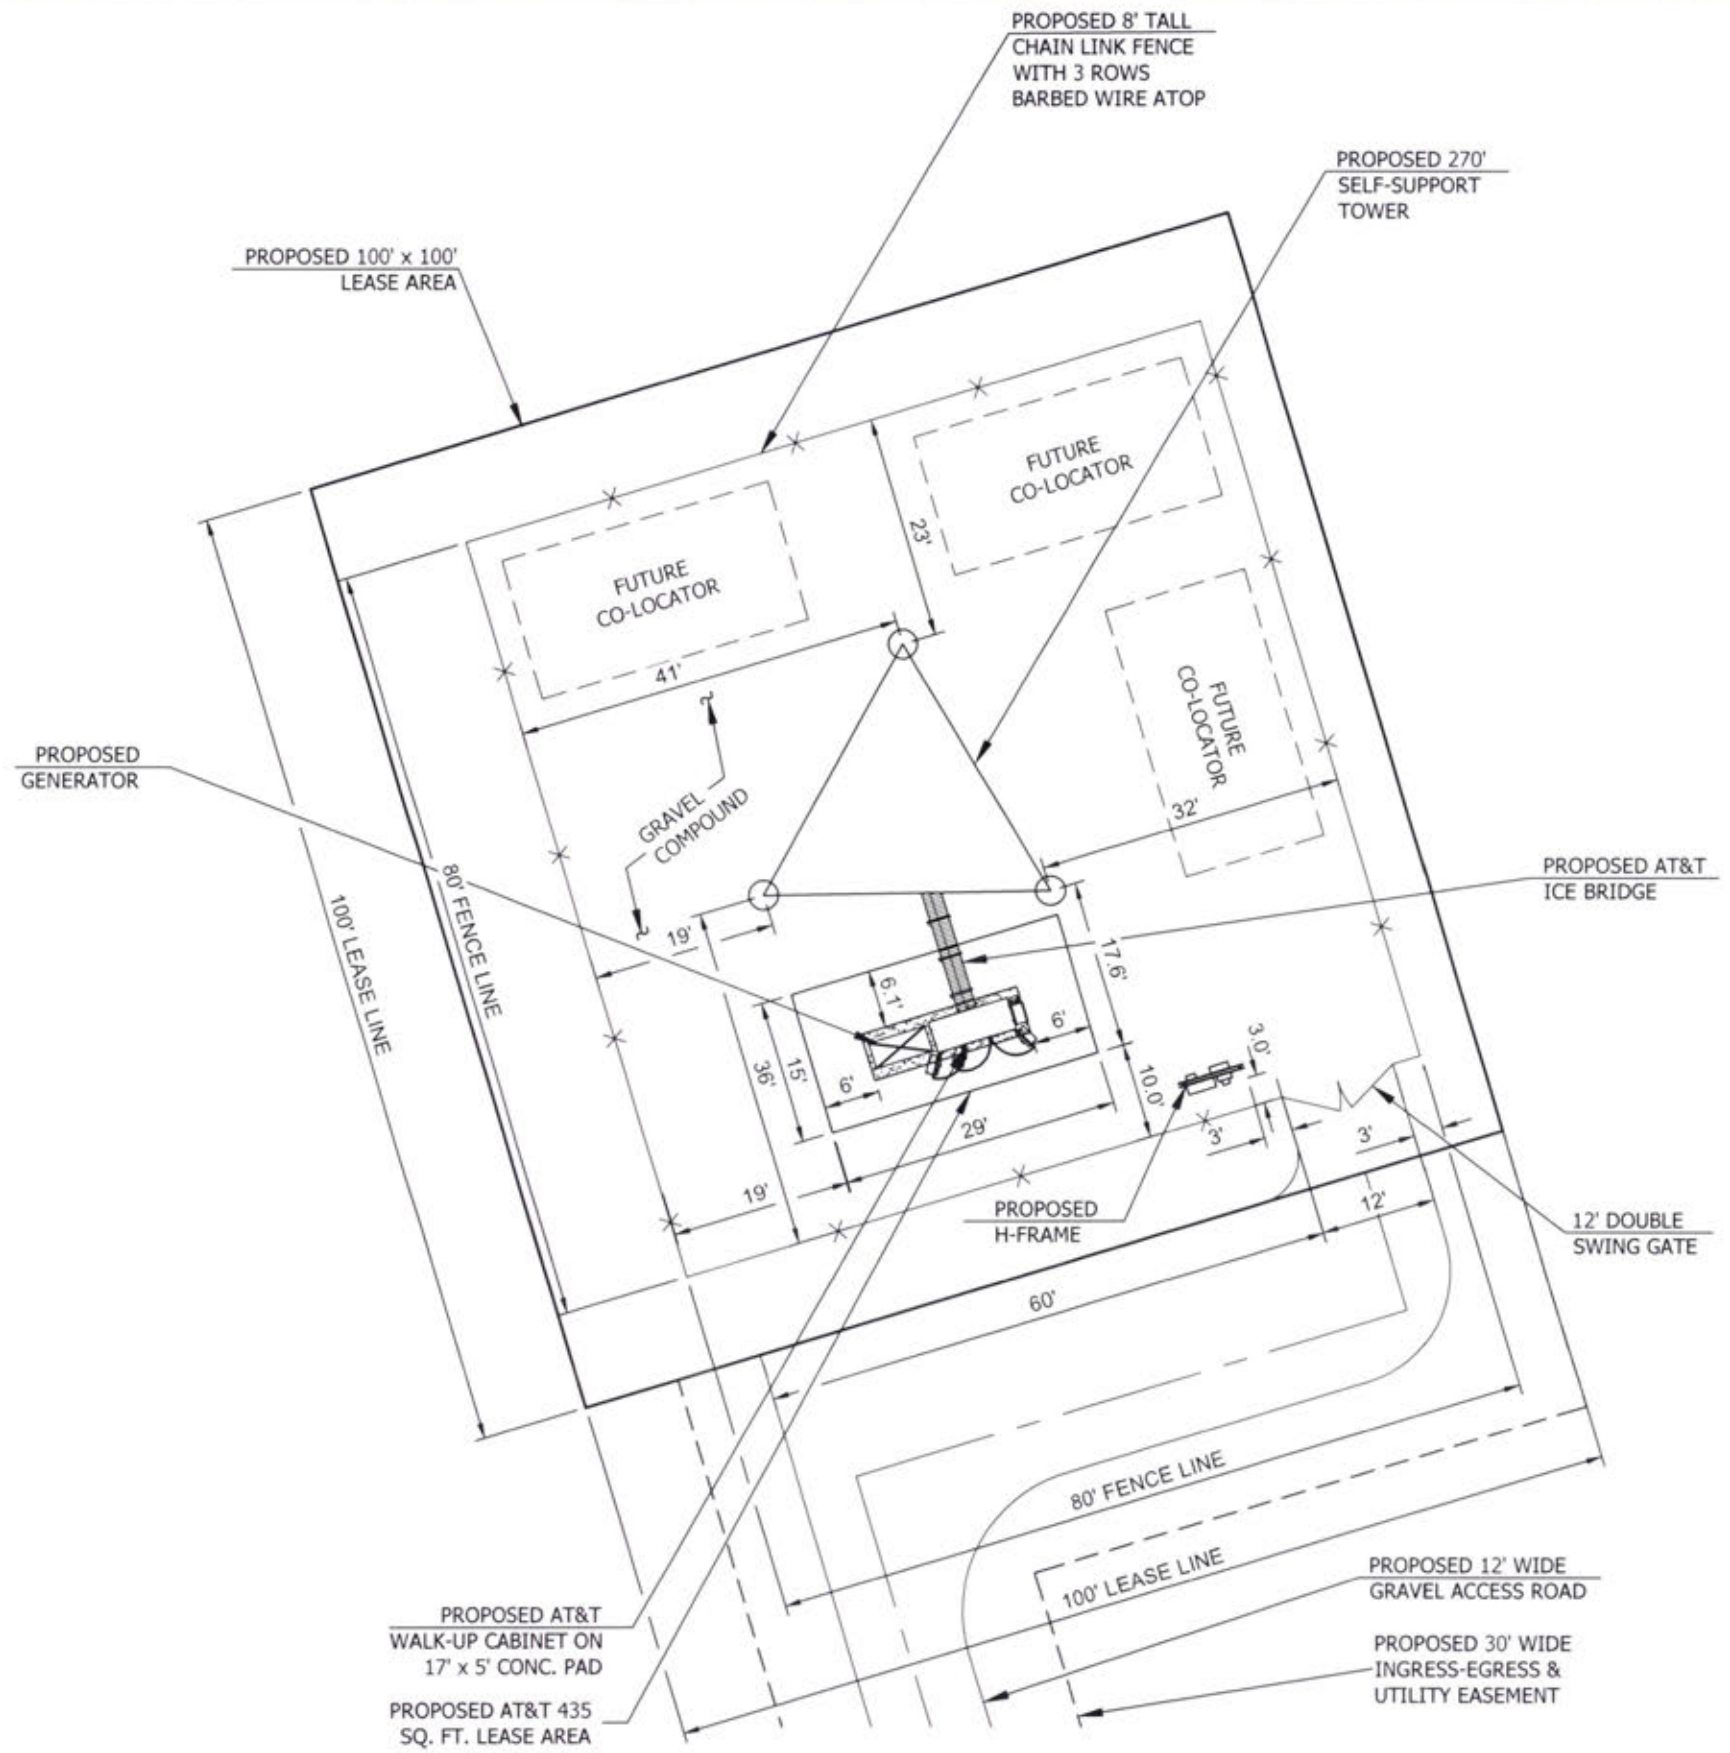 PROPOSED 8' TALL
CHAIN LINK FENCE
WITH 3 ROWS
BARBED WIRE ATOP
PROPOSED 270'
SELF-SUPPORT
TOWER
PROPOSED 100' x 100'
LEASE AREA
FUTURE
CO-LOCATOR
23'
FUTURE
CO-LOCATOR
41'
FUTURE
CO-LOCATOR
PROPOSED
GENERATOR
GRAVEL
COMPOUND
32'
PROPOSED AT&T
ICE BRIDGE
100' LEASE LINE
80' FENCE LINE
19'
17.6'
6.1'
6'
3.0'
36'
15'
6'
10.0'
29'
3'
3'
19'
PROPOSED
H-FRAME
12'
12' DOUBLE
SWING GATE
60'
80' FENCE LINE
100' LEASE LINE
PROPOSED 12' WIDE
GRAVEL ACCESS ROAD
PROPOSED AT&T
WALK-UP CABINET ON
17' x 5' CONC. PAD
PROPOSED 30' WIDE
INGRESS-EGRESS &
UTILITY EASEMENT
PROPOSED AT&T 435
SQ. FT. LEASE AREA